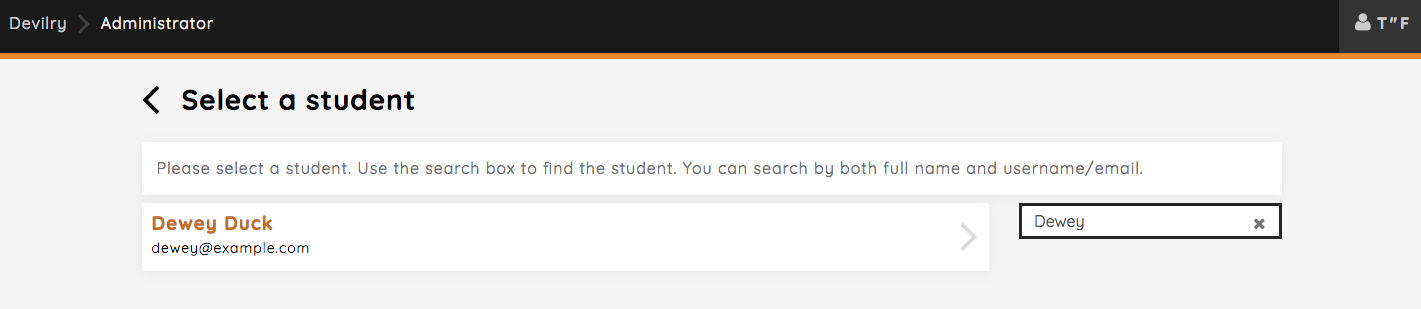 Devilry
Administrator
T"F
Select a student
Please select a student. Use the search box to find the student. You can search by both full name and username/email.
Dewey Duck
dewey@example.com
Dewey